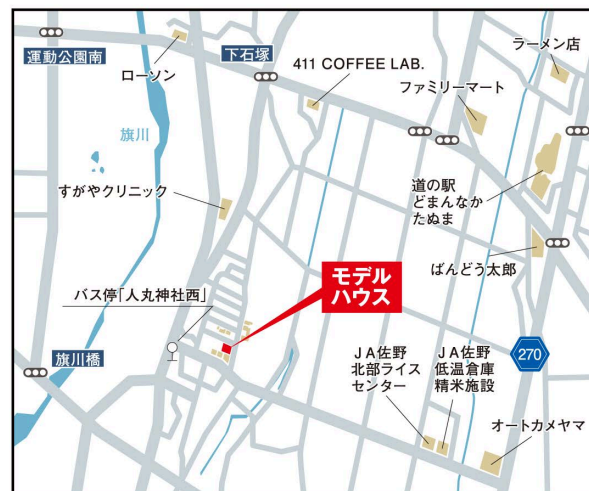 運動公園南
ローソン
下石塚
411 COFFEE LAB.
ラーメン店
ファミリーマート
旗川
すがやクリニック
道の駅
どまんなか
たぬま
ばんどう太郎
バス停「人丸神社西」
モデル
ハウス
旗川橋
270
JA佐野
北部ライス
センター
JA佐野
低温倉庫
精米施設
オートカメヤマ